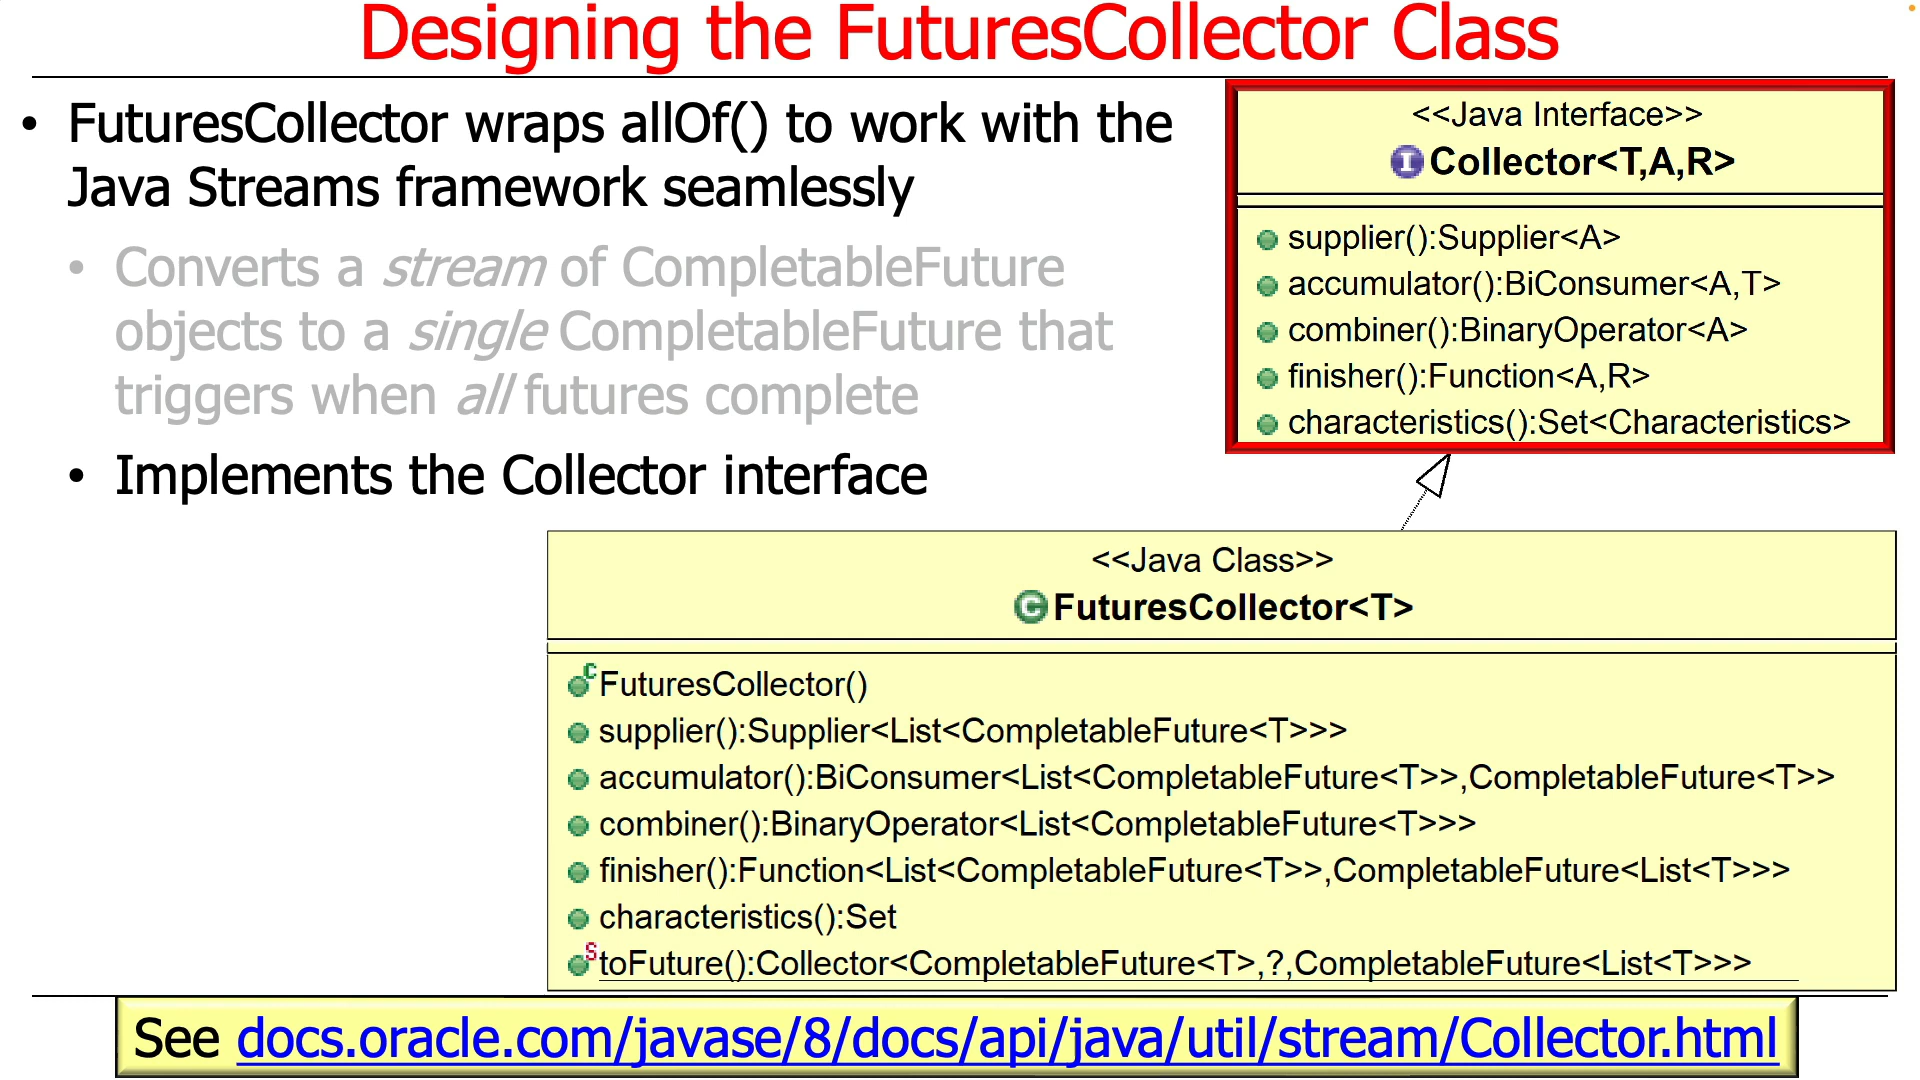 Designing the FuturesCollector Class
• FuturesCollector wraps allOf() to work with the
Java Streams framework seamlessly
• Converts a stream of CompletableFuture
objects to a single CompletableFuture that
triggers when all futures complete
• Implements the Collector interface
<<Java Interface>>
I Collector<T,A,R>
supplier():Supplier<A>
accumulator():BiConsumer<A,T>
combiner():BinaryOperator<A>
finisher():Function<A,R>
characteristics():Set<Characteristics>
<<Java Class>>
C FuturesCollector<T>
C FuturesCollector()
supplier():Supplier<List<CompletableFuture<T>>>
accumulator():BiConsumer<List<CompletableFuture<T>>,CompletableFuture<T>>
combiner():BinaryOperator<List<CompletableFuture<T>>>
finisher():Function<List<CompletableFuture<T>>,CompletableFuture<List<T>>>
characteristics():Set
S toFuture():Collector<CompletableFuture<T>,?,CompletableFuture<List<T>>>
See docs.oracle.com/javase/8/docs/api/java/util/stream/Collector.html